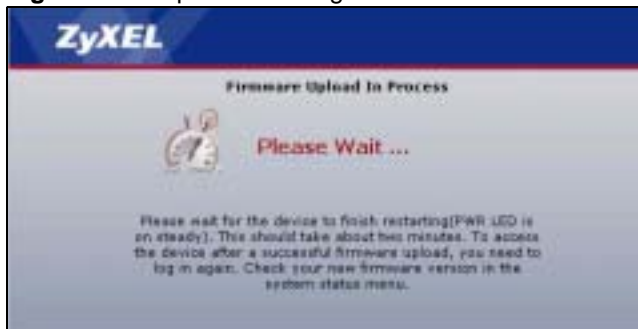 ZyXEL
Firmware Upload In Process
Please Wait ...
Please wait for the device to finish restarting(PWR LED is
on steady). This should take about two minutes. To access
the device after a successful firmware upload, you need to
log in again. Check your new firmware version in the
system status menu.